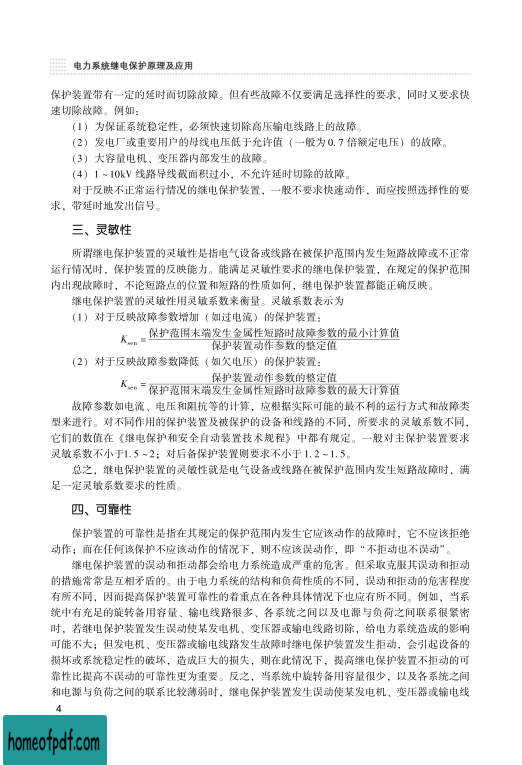 电力系统继电保护原理及应用
保护装置带有一定的延时而切除故障。但有些故障不仅要满足选择性的要求，同时又要求快
速切除故障。例如：
（1）为保证系统稳定性，必须快速切除高压输电线路上的故障。
（2）发电厂或重要用户的母线电压低于允许值（一般为 0.7 倍额定电压）的故障。
（3）大容量电机、变压器内部发生的故障。
（4）1～10kV 线路导线截面积过小，不允许延时切除的故障。
对于反映不正常运行情况的继电保护装置，一般不要求快速动作，而应按照选择性的要
求，带延时地发出信号。
三、灵敏性
所谓继电保护装置的灵敏性是指电气设备或线路在被保护范围内发生短路故障或不正常
运行情况时，保护装置的反映能力。能满足灵敏性要求的继电保护装置，在规定的保护范围
内出现故障时，不论短路点的位置和短路的性质如何，继电保护装置都能正确反映。
继电保护装置的灵敏性用灵敏系数来衡量。灵敏系数表示为
（1）对于反映故障参数增加（如过电流）的保护装置：
保护范围末端发生金属性短路时故障参数的最小计算值
Ksen =
保护装置动作参数的整定值
（2）对于反映故障参数降低（如欠电压）的保护装置：
保护装置动作参数的整定值
Ksen =
保护范围末端发生金属性短路时故障参数的最大计算值
故障参数如电流、电压和阻抗等的计算，应根据实际可能的最不利的运行方式和故障类
型来进行。对不同作用的保护装置及被保护的设备和线路的不同，所要求的灵敏系数不同，
它们的数值在《继电保护和安全自动装置技术规程》中都有规定。一般对主保护装置要求
灵敏系数不小于1.5～2；对后备保护装置则要求不小于 1.2～1.5。
总之，继电保护装置的灵敏性就是电气设备或线路在被保护范围内发生短路故障时，满
足一定灵敏系数要求的性质。
四、可靠性
保护装置的可靠性是指在其规定的保护范围内发生它应该动作的故障时，它不应该拒绝
动作；而在任何该保护不应该动作的情况下，则不应该误动作，即“不拒动也不误动”。
继电保护装置的误动和拒动都会给电力系统造成严重的危害。但采取克服其误动和拒动
的措施常常是互相矛盾的。由于电力系统的结构和负荷性质的不同，误动和拒动的危害程度
有所不同，因而提高保护装置可靠性的着重点在各种具体情况下也应有所不同。例如，当系
统中有充足的旋转备用容量、输电线路很多、各系统之间以及电源与负荷之间联系很紧密
时，若继电保护装置发生误动使某发电机、变压器或输电线路切除，给电力系统造成的影响
可能不大；但发电机、变压器或输电线路发生故障时继电保护装置发生拒动，会引起设备的
损坏或系统稳定性的破坏，造成巨大的损失，则在此情况下，提高继电保护装置不拒动的可
靠性比提高不误动的可靠性更为重要。反之，当系统中旋转备用容量很少，以及各系统之间
和电源与负荷之间的联系比较薄弱时，继电保护装置发生误动使某发电机、变压器或输电线
4
homeofpdf.com